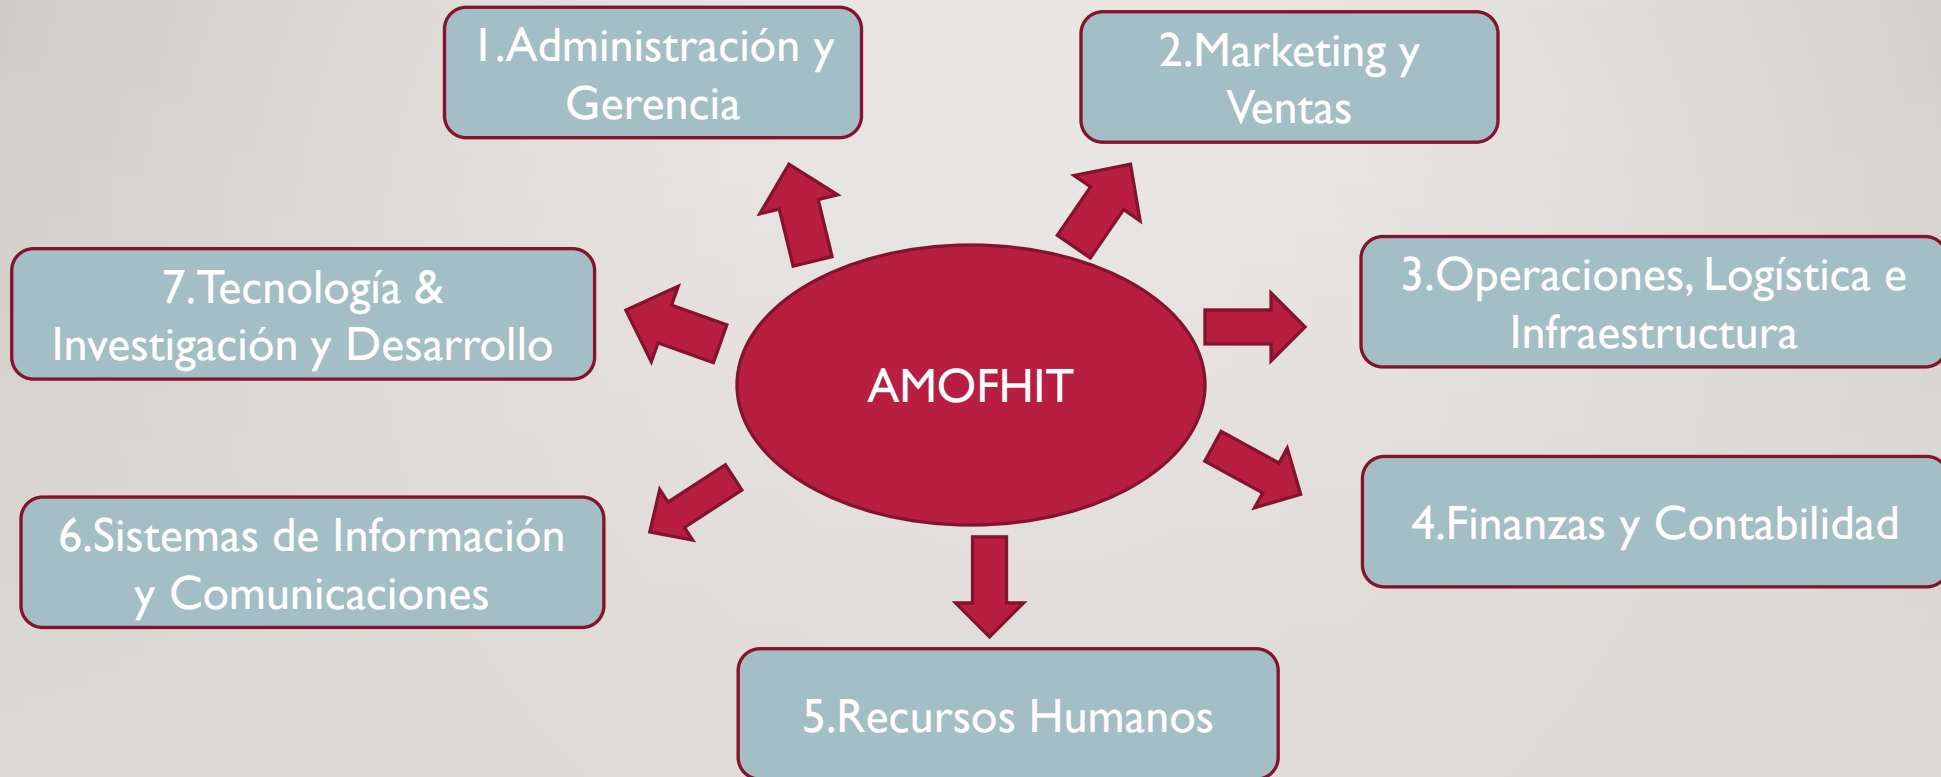 1.Administración y
Gerencia
2.Marketing y
Ventas
7.Tecnología &
Investigación y Desarrollo
3.Operaciones, Logística e
Infraestructura
AMOFHIT
6.Sistemas de Información
y Comunicaciones
4.Finanzas y Contabilidad
5.Recursos Humanos